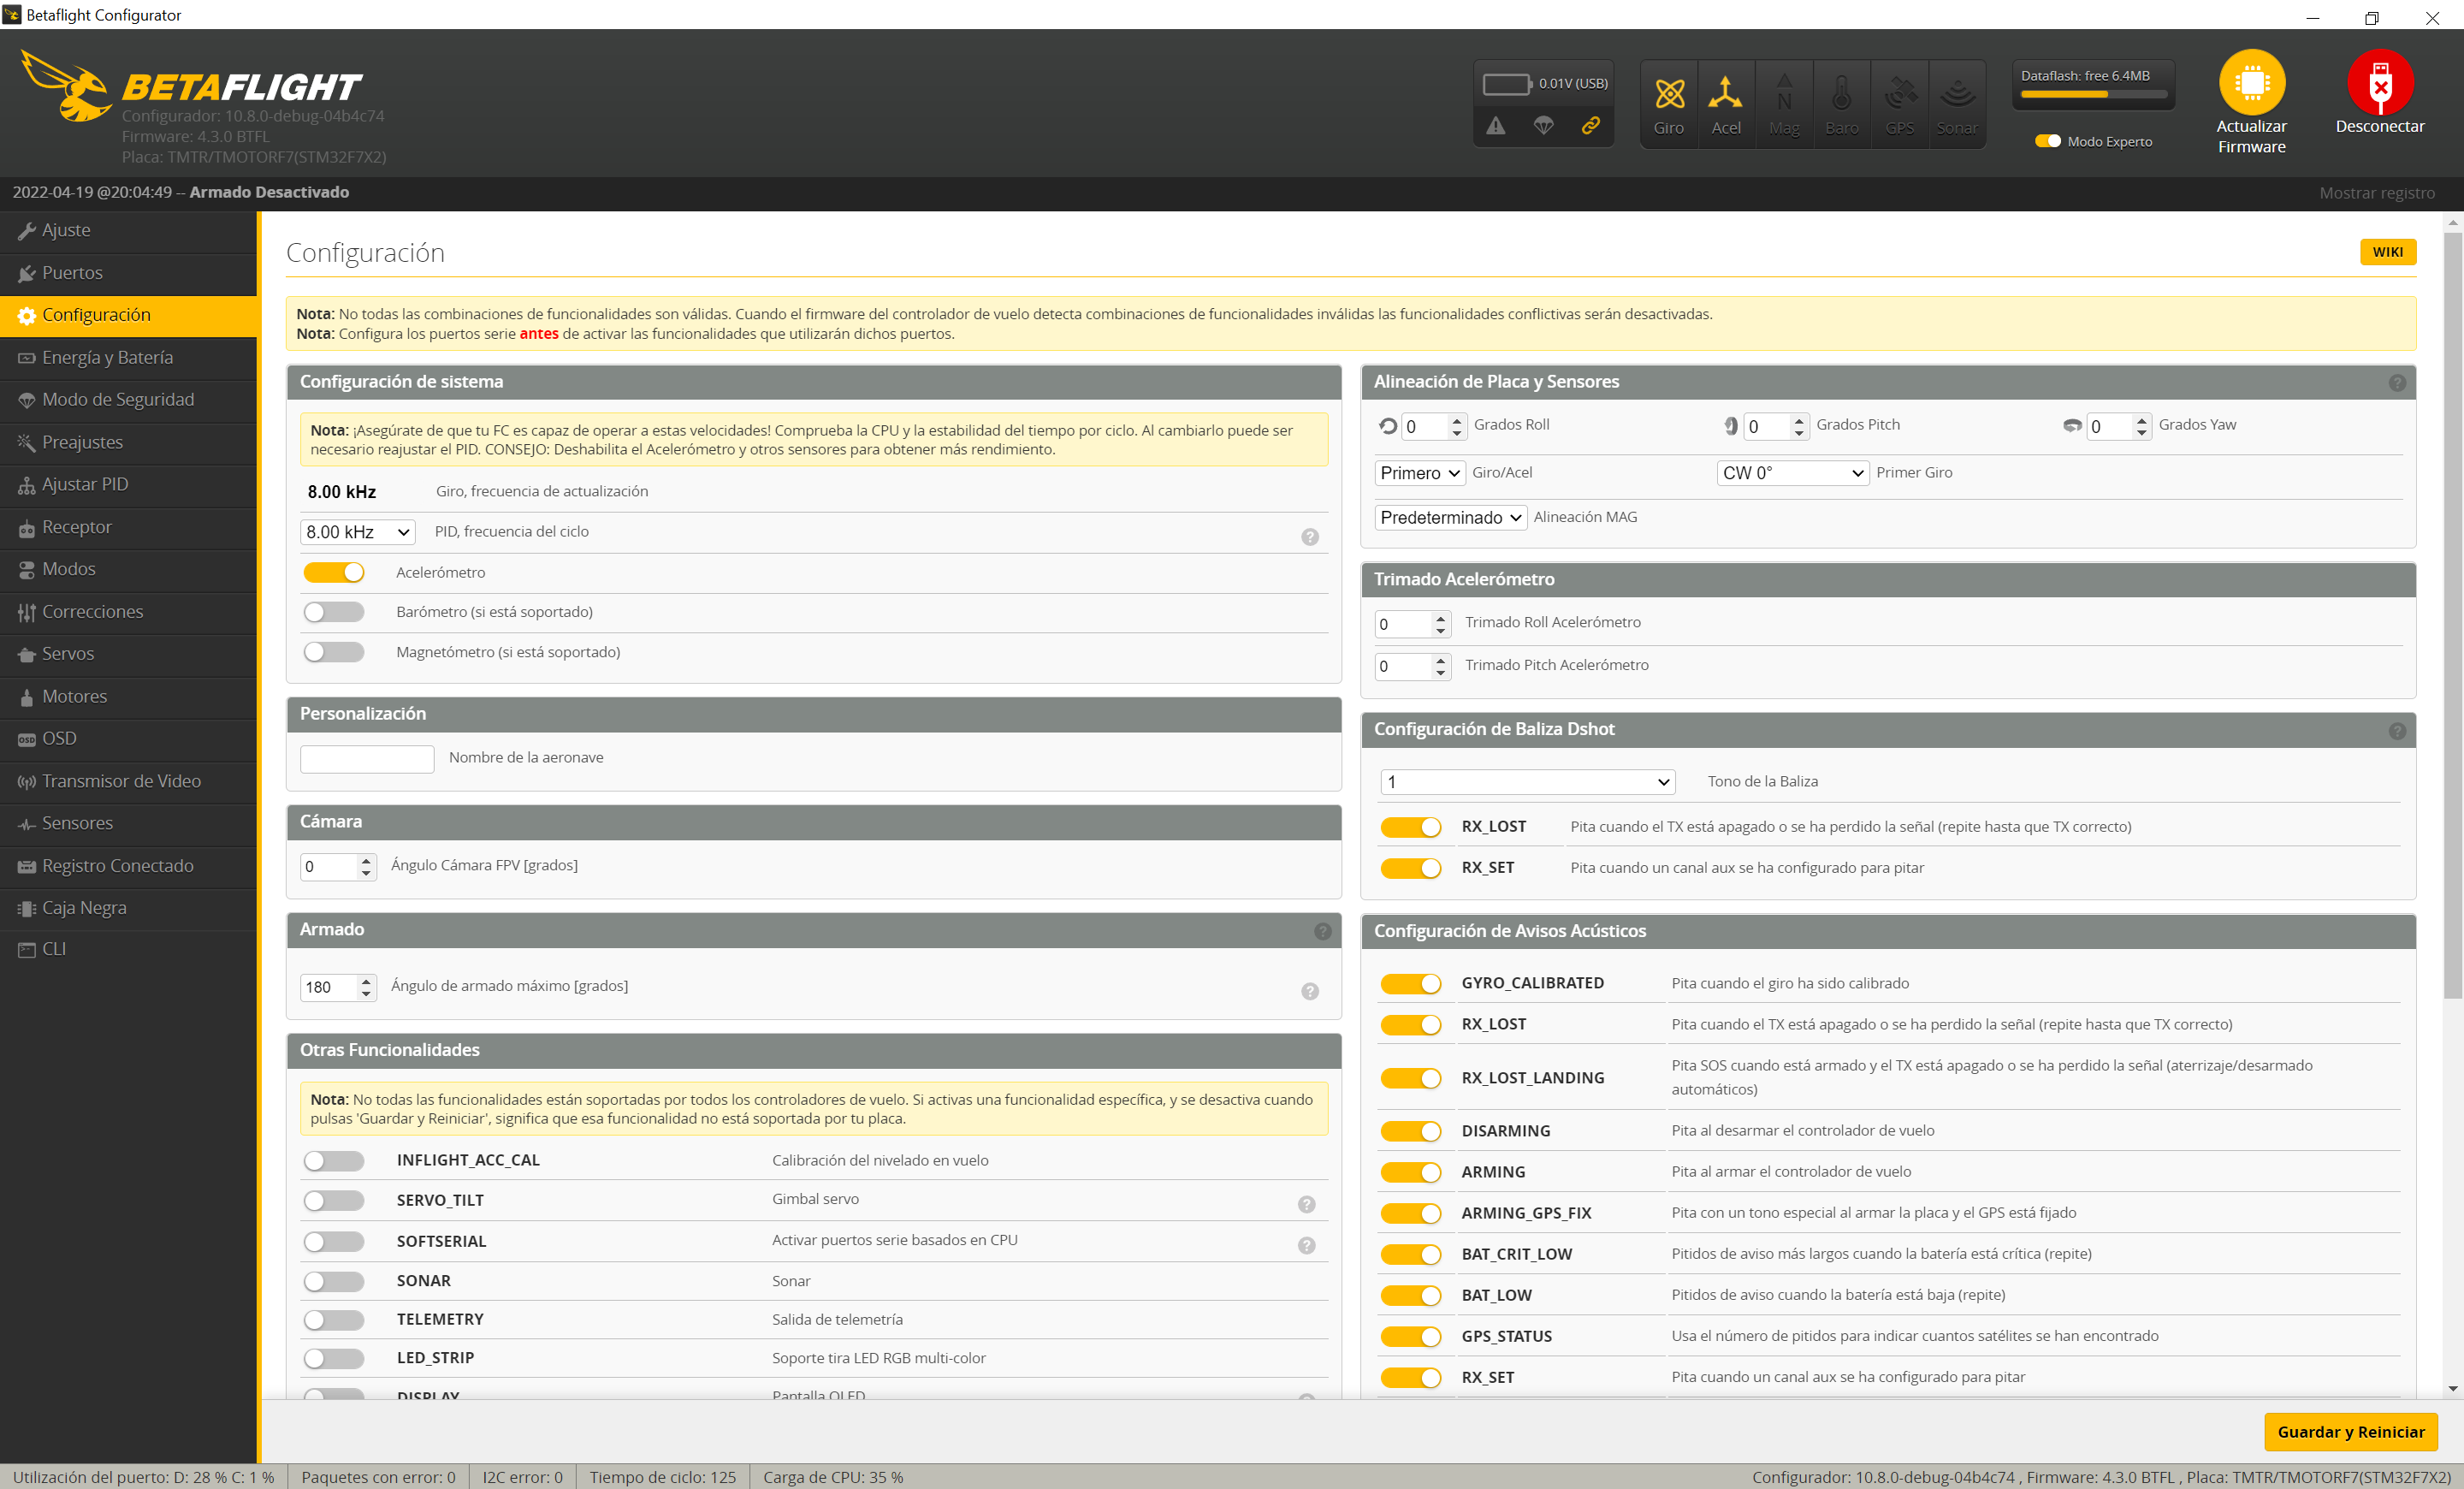 Betaflight Configurator
BETAFLIGHT
Configurador: 10.8.0-debug-04b4c74
Firmware: 4.3.0 BTFL
Placa: TMTR/TMOTORF7(STM32F7X2)
0.01V (USB)
Giro
Acel
Mag
Baro
GPS
Sonar
Dataflash: free 6.4MB
Modo Experto
Actualizar
Firmware
Desconectar
2022-04-19 @20:04:49 -- Armado Desactivado
Mostrar registro
Ajuste
Puertos
Configuración
Energía y Batería
Modo de Seguridad
Preajustes
Ajustar PID
Receptor
Modos
Correcciones
Servos
Motores
OSD
Transmisor de Video
Sensores
Registro Conectado
Caja Negra
CLI
Configuración
WIKI
Nota: No todas las combinaciones de funcionalidades son válidas. Cuando el firmware del controlador de vuelo detecta combinaciones de funcionalidades inválidas las funcionalidades conflictivas serán desactivadas.
Nota: Configura los puertos serie antes de activar las funcionalidades que utilizarán dichos puertos.
Configuración de sistema
Nota: ¡Asegúrate de que tu FC es capaz de operar a estas velocidades! Comprueba la CPU y la estabilidad del tiempo por ciclo. Al cambiarlo puede ser
necesario reajustar el PID. CONSEJO: Deshabilita el Acelerómetro y otros sensores para obtener más rendimiento.
8.00 kHz Giro, frecuencia de actualización
8.00 kHz PID, frecuencia del ciclo
Acelerómetro
Barómetro (si está soportado)
Magnetómetro (si está soportado)
Personalización
Nombre de la aeronave
Cámara
0 Ángulo Cámara FPV [grados]
Armado
180 Ángulo de armado máximo [grados]
Otras Funcionalidades
Nota: No todas las funcionalidades están soportadas por todos los controladores de vuelo. Si activas una funcionalidad específica, y se desactiva cuando
pulsas 'Guardar y Reiniciar', significa que esa funcionalidad no está soportada por tu placa.
INFLIGHT_ACC_CAL Calibración del nivelado en vuelo
SERVO_TILT Gimbal servo
SOFTSERIAL Activar puertos serie basados en CPU
SONAR Sonar
TELEMETRY Salida de telemetría
LED_STRIP Soporte tira LED RGB multi-color
DISPLAY Pantalla OLED
Alineación de Placa y Sensores
0 Grados Roll 0 Grados Pitch 0 Grados Yaw
Primero Giro/Acel CW 0° Primer Giro
Predeterminado Alineación MAG
Trimado Acelerómetro
0 Trimado Roll Acelerómetro
0 Trimado Pitch Acelerómetro
Configuración de Baliza Dshot
1 Tono de la Baliza
RX_LOST Pita cuando el TX está apagado o se ha perdido la señal (repite hasta que TX correcto)
RX_SET Pita cuando un canal aux se ha configurado para pitar
Configuración de Avisos Acústicos
GYRO_CALIBRATED Pita cuando el giro ha sido calibrado
RX_LOST Pita cuando el TX está apagado o se ha perdido la señal (repite hasta que TX correcto)
RX_LOST_LANDING Pita SOS cuando está armado y el TX está apagado o se ha perdido la señal (aterrizaje/desarmado
automáticos)
DISARMING Pita al desarmar el controlador de vuelo
ARMING Pita al armar el controlador de vuelo
ARMING_GPS_FIX Pita con un tono especial al armar la placa y el GPS está fijado
BAT_CRIT_LOW Pitidos de aviso más largos cuando la batería está crítica (repite)
BAT_LOW Pitidos de aviso cuando la batería está baja (repite)
GPS_STATUS Usa el número de pitidos para indicar cuantos satélites se han encontrado
RX_SET Pita cuando un canal aux se ha configurado para pitar
Guardar y Reiniciar
Utilización del puerto: D: 28 % C: 1 % Paquetes con error: 0 I2C error: 0 Tiempo de ciclo: 125 Carga de CPU: 35 %
Configurador: 10.8.0-debug-04b4c74 , Firmware: 4.3.0 BTFL , Placa: TMTR/TMOTORF7(STM32F7X2)